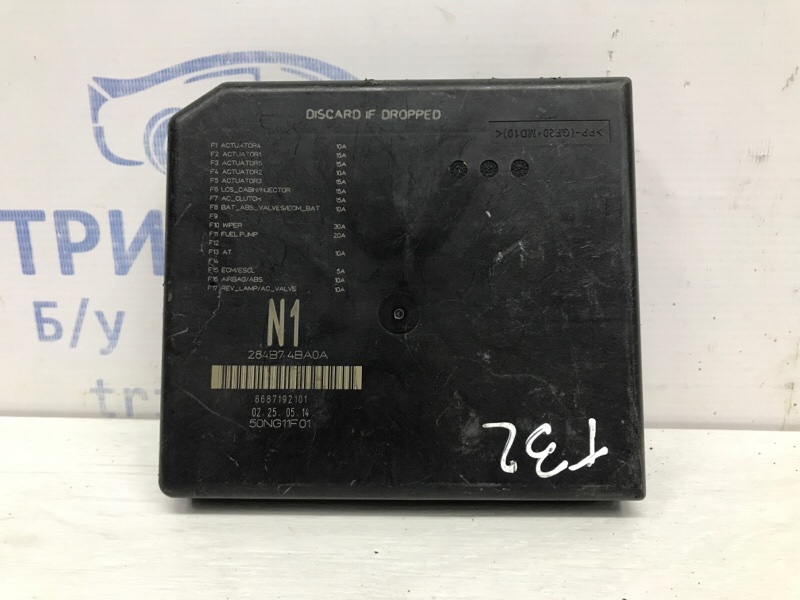 DISCARD IF DROPPED
>PP-(GF20+MD10)<
F1 ACTUATOR4 10A
F2 ACTUATOR1 15A
F3 ACTUATOR5 15A
F4 ACTUATOR2 10A
F5 ACTUATOR3 15A
F6 LCS_CABIN/INJECTOR 15A
F7 AC_CLUTCH 15A
F8 BAT_ABS_VALVES/ECM_BAT 10A
F9
F10 WIPER 30A
F11 FUEL PUMP 20A
F12
F13 AT 10A
F14
F15 ECM/ESCL 5A
F16 AIRBAG/ABS 10A
F17 REV_LAMP/AC_VALVE 10A
N1
284B7 4BA0A
6687192101
02. 25. 05. 14
50NG11F01
T32
ТРИ
б/у